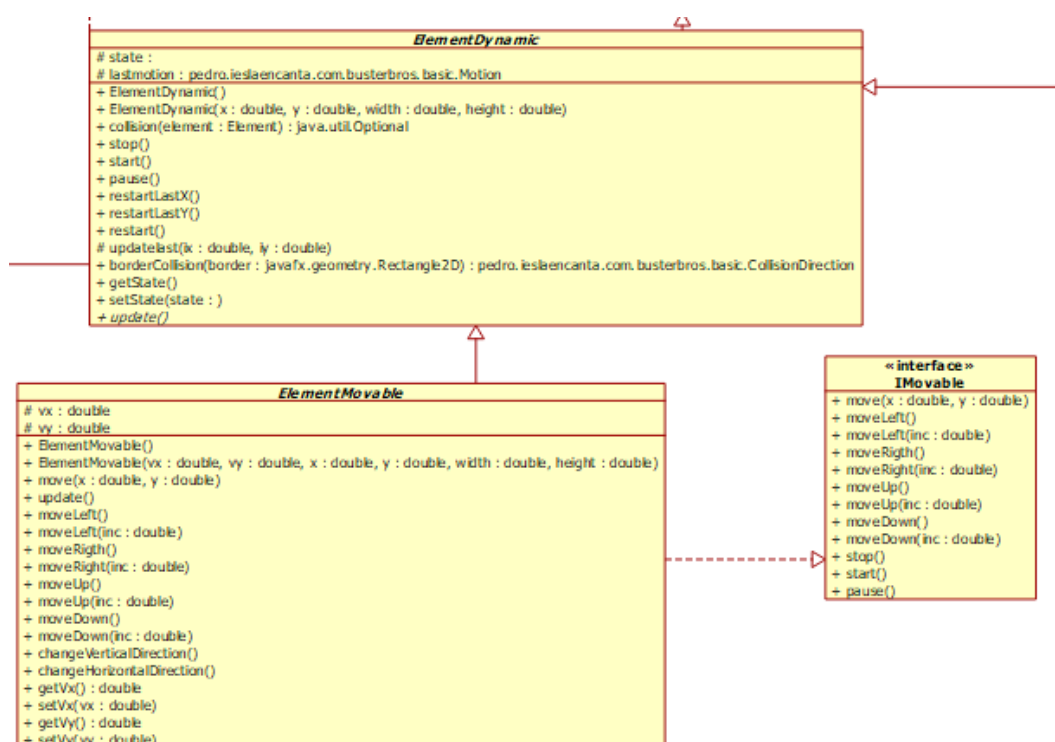 ElementDynamic
# state :
# lastmotion : pedro.ieslaencanta.com.busterbros.basic.Motion
+ ElementDynamic()
+ ElementDynamic(x : double, y : double, width : double, height : double)
+ collision(element : Element) : java.util.Optional
+ stop()
+ start()
+ pause()
+ restartLastX()
+ restartLastY()
+ restart()
# updatelast(ix : double, iy : double)
+ borderCollision(border : javafx.geometry.Rectangle2D) : pedro.ieslaencanta.com.busterbros.basic.CollisionDirection
+ getState()
+ setState(state : )
+ update()
ElementMovable
# vx : double
# vy : double
+ ElementMovable()
+ ElementMovable(vx : double, vy : double, x : double, y : double, width : double, height : double)
+ move(x : double, y : double)
+ update()
+ moveLeft()
+ moveLeft(inc : double)
+ moveRigth()
+ moveRight(inc : double)
+ moveUp()
+ moveUp(inc : double)
+ moveDown()
+ moveDown(inc : double)
+ changeVerticalDirection()
+ changeHorizontalDirection()
+ getVx() : double
+ setVx(vx : double)
+ getVy() : double
+ setVy(vy : double)
«interface»
IMovable
+ move(x : double, y : double)
+ moveLeft()
+ moveLeft(inc : double)
+ moveRigth()
+ moveRight(inc : double)
+ moveUp()
+ moveUp(inc : double)
+ moveDown()
+ moveDown(inc : double)
+ stop()
+ start()
+ pause()